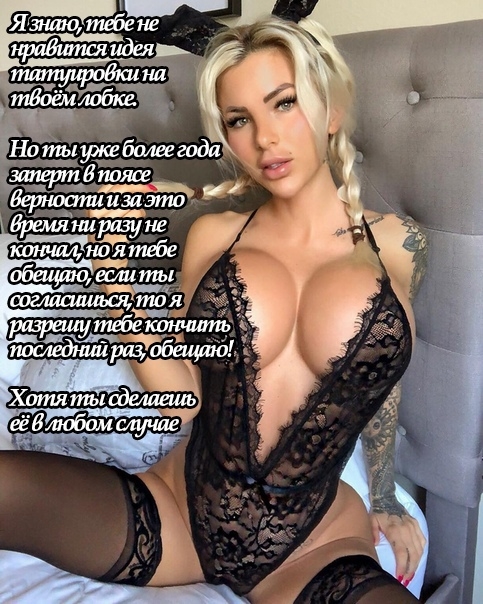 Я знаю, тебе не
нравится идея
татуировки на
твоём лобке.
Но ты уже более года
заперт в поясе
верности и за это
время ни разу не
кончал, но я тебе
обещаю, если ты
согласишься, то я
разрешу тебе кончить
последний раз, обещаю!
Хотя ты сделаешь
её в любом случае